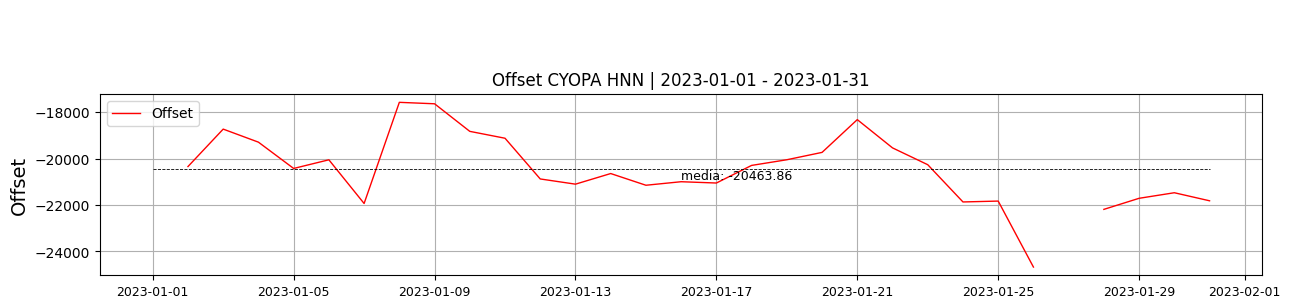 Offset CYOPA HNN | 2023-01-01 - 2023-01-31
Offset
Offset
−18000
−20000
−22000
−24000
media: -20463.86
2023-01-01 2023-01-05 2023-01-09 2023-01-13 2023-01-17 2023-01-21 2023-01-25 2023-01-29 2023-02-01